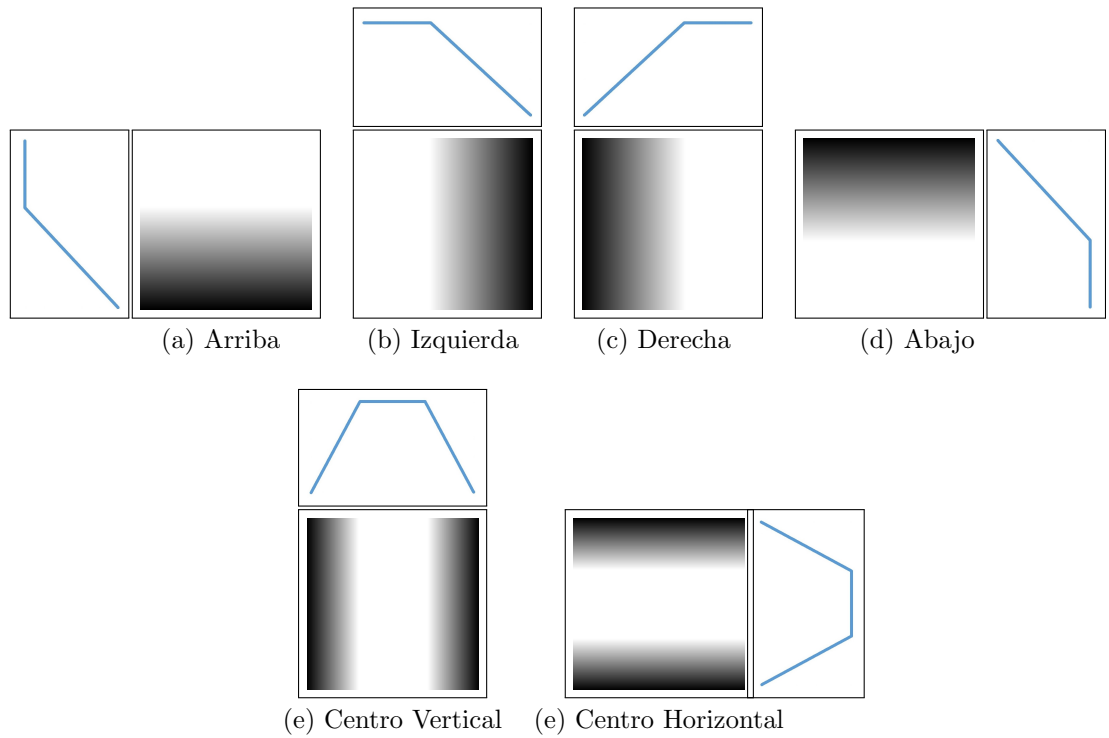 (a) Arriba
(b) Izquierda
(c) Derecha
(d) Abajo
(e) Centro Vertical
(e) Centro Horizontal